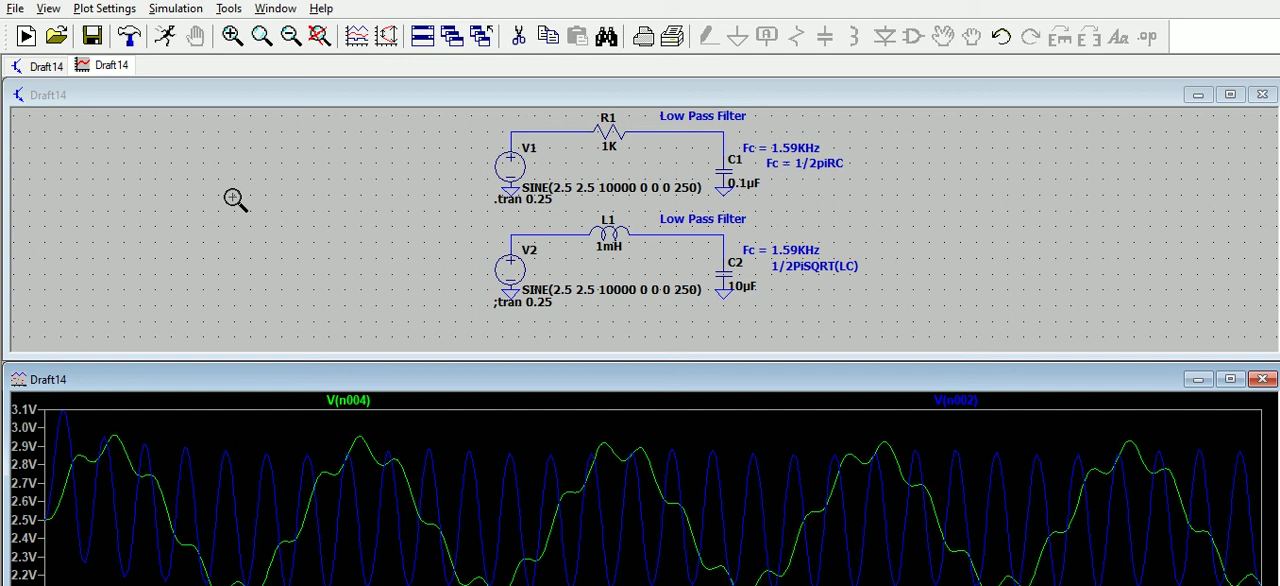 File View Plot Settings Simulation Tools Window Help
Aa .op
Draft14 Draft14
Draft14
R1 Low Pass Filter
1K
V1 Fc = 1.59KHz
C1 Fc = 1/2piRC
0.1µF
SINE(2.5 2.5 10000 0 0 0 250)
.tran 0.25
L1 Low Pass Filter
1mH
V2 Fc = 1.59KHz
C2 1/2PiSQRT(LC)
10µF
SINE(2.5 2.5 10000 0 0 0 250)
;tran 0.25
Draft14
V(n004) V(n002)
3.1V
3.0V
2.9V
2.8V
2.7V
2.6V
2.5V
2.4V
2.3V
2.2V